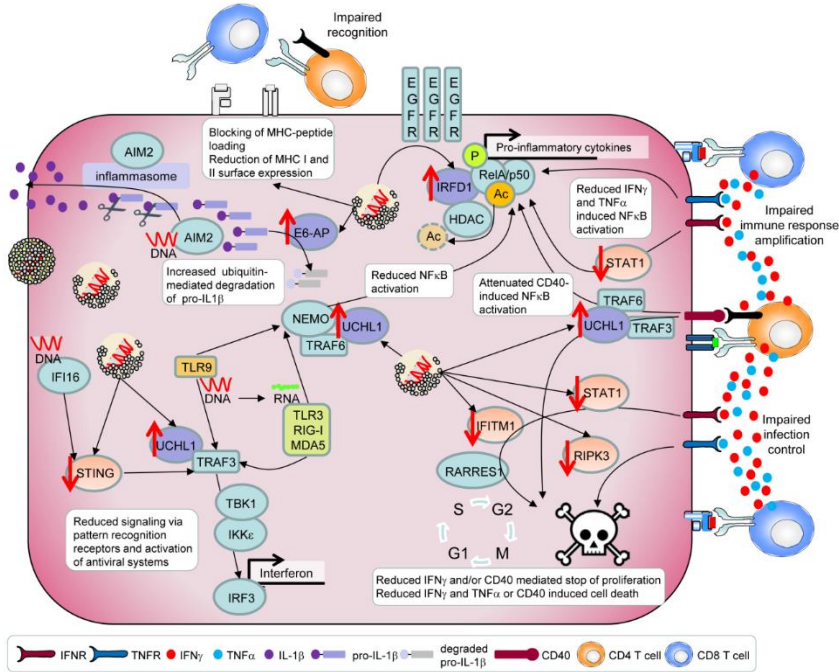 Impaired
recognition
EGFR
EGFR
EGFR
Blocking of MHC-peptide
loading
Reduction of MHC I and
II surface expression
AIM2
inflammasome
AIM2
DNA
E6-AP
Increased ubiquitin-
mediated degradation
of pro-IL1β
P
Pro-inflammatory cytokines
RelA/p50
IRFD1
Ac
HDAC
Ac
Reduced IFNγ
and TNFα
induced NFκB
activation
STAT1
Impaired
immune response
amplification
Reduced NFκB
activation
Attenuated CD40-
induced NFκB
activation
NEMO
UCHL1
TRAF6
TRAF6
UCHL1
TRAF3
DNA
IFI16
TLR9
DNA
RNA
TLR3
RIG-I
MDA5
UCHL1
STING
TRAF3
TBK1
IKKε
IRF3
Interferon
Reduced signaling via
pattern recognition
receptors and activation
of antiviral systems
STAT1
IFITM1
RARRES1
RIPK3
Impaired
infection
control
S
G2
G1
M
Reduced IFNγ and/or CD40 mediated stop of proliferation
Reduced IFNγ and TNFα or CD40 induced cell death
IFNR
TNFR
IFNγ
TNFα
IL-1β
pro-IL-1β
degraded
pro-IL-1β
CD40
CD4 T cell
CD8 T cell